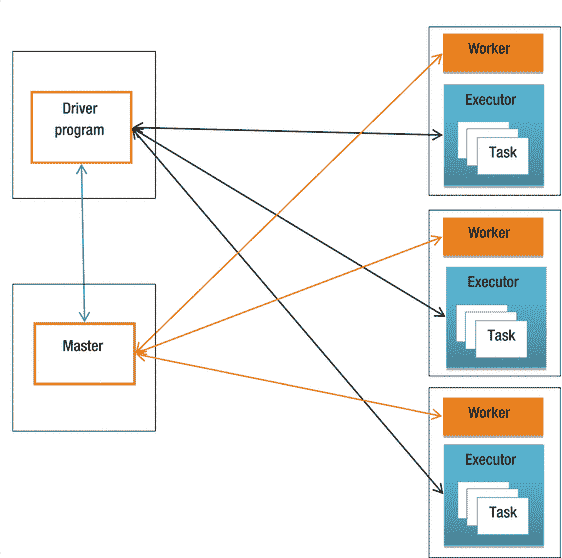 Driver
program
Master
Worker
Executor
Task
Worker
Executor
Task
Worker
Executor
Task